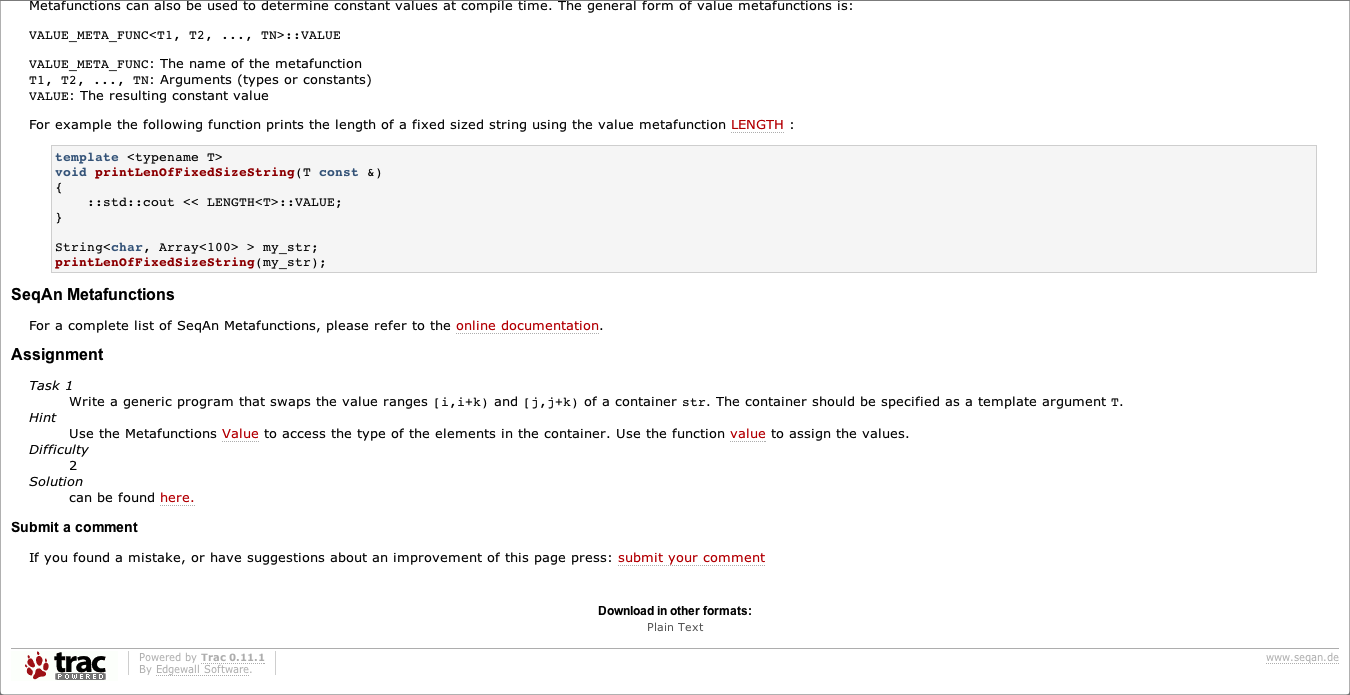 Metafunctions can also be used to determine constant values at compile time. The general form of value metafunctions is:
VALUE_META_FUNC<T1, T2, ..., TN>::VALUE
VALUE_META_FUNC: The name of the metafunction
T1, T2, ..., TN: Arguments (types or constants)
VALUE: The resulting constant value
For example the following function prints the length of a fixed sized string using the value metafunction LENGTH :
template <typename T>
void printLenOfFixedSizeString(T const &)
{
    ::std::cout << LENGTH<T>::VALUE;
}
String<char, Array<100> > my_str;
printLenOfFixedSizeString(my_str);
SeqAn Metafunctions
For a complete list of SeqAn Metafunctions, please refer to the online documentation.
Assignment
Task 1
Write a generic program that swaps the value ranges [i,i+k) and [j,j+k) of a container str. The container should be specified as a template argument T.
Hint
Use the Metafunctions Value to access the type of the elements in the container. Use the function value to assign the values.
Difficulty
2
Solution
can be found here.
Submit a comment
If you found a mistake, or have suggestions about an improvement of this page press: submit your comment
Download in other formats:
Plain Text
trac
POWERED
Powered by Trac 0.11.1
By Edgewall Software.
www.seqan.de